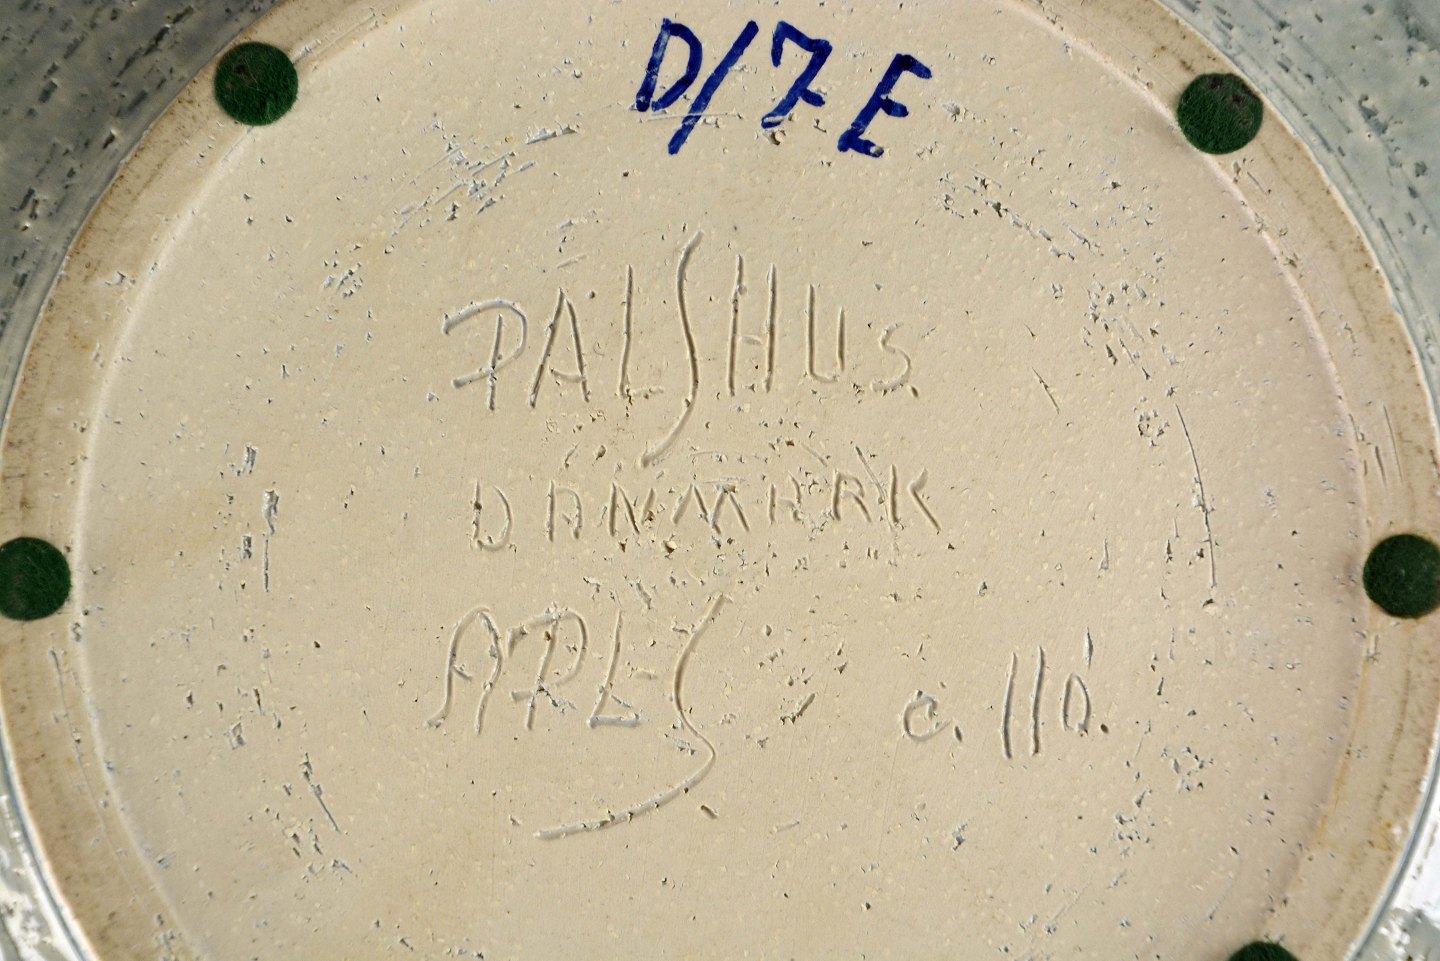 D/7E
PALSHUS.
DANMARK
APLS c. 110.